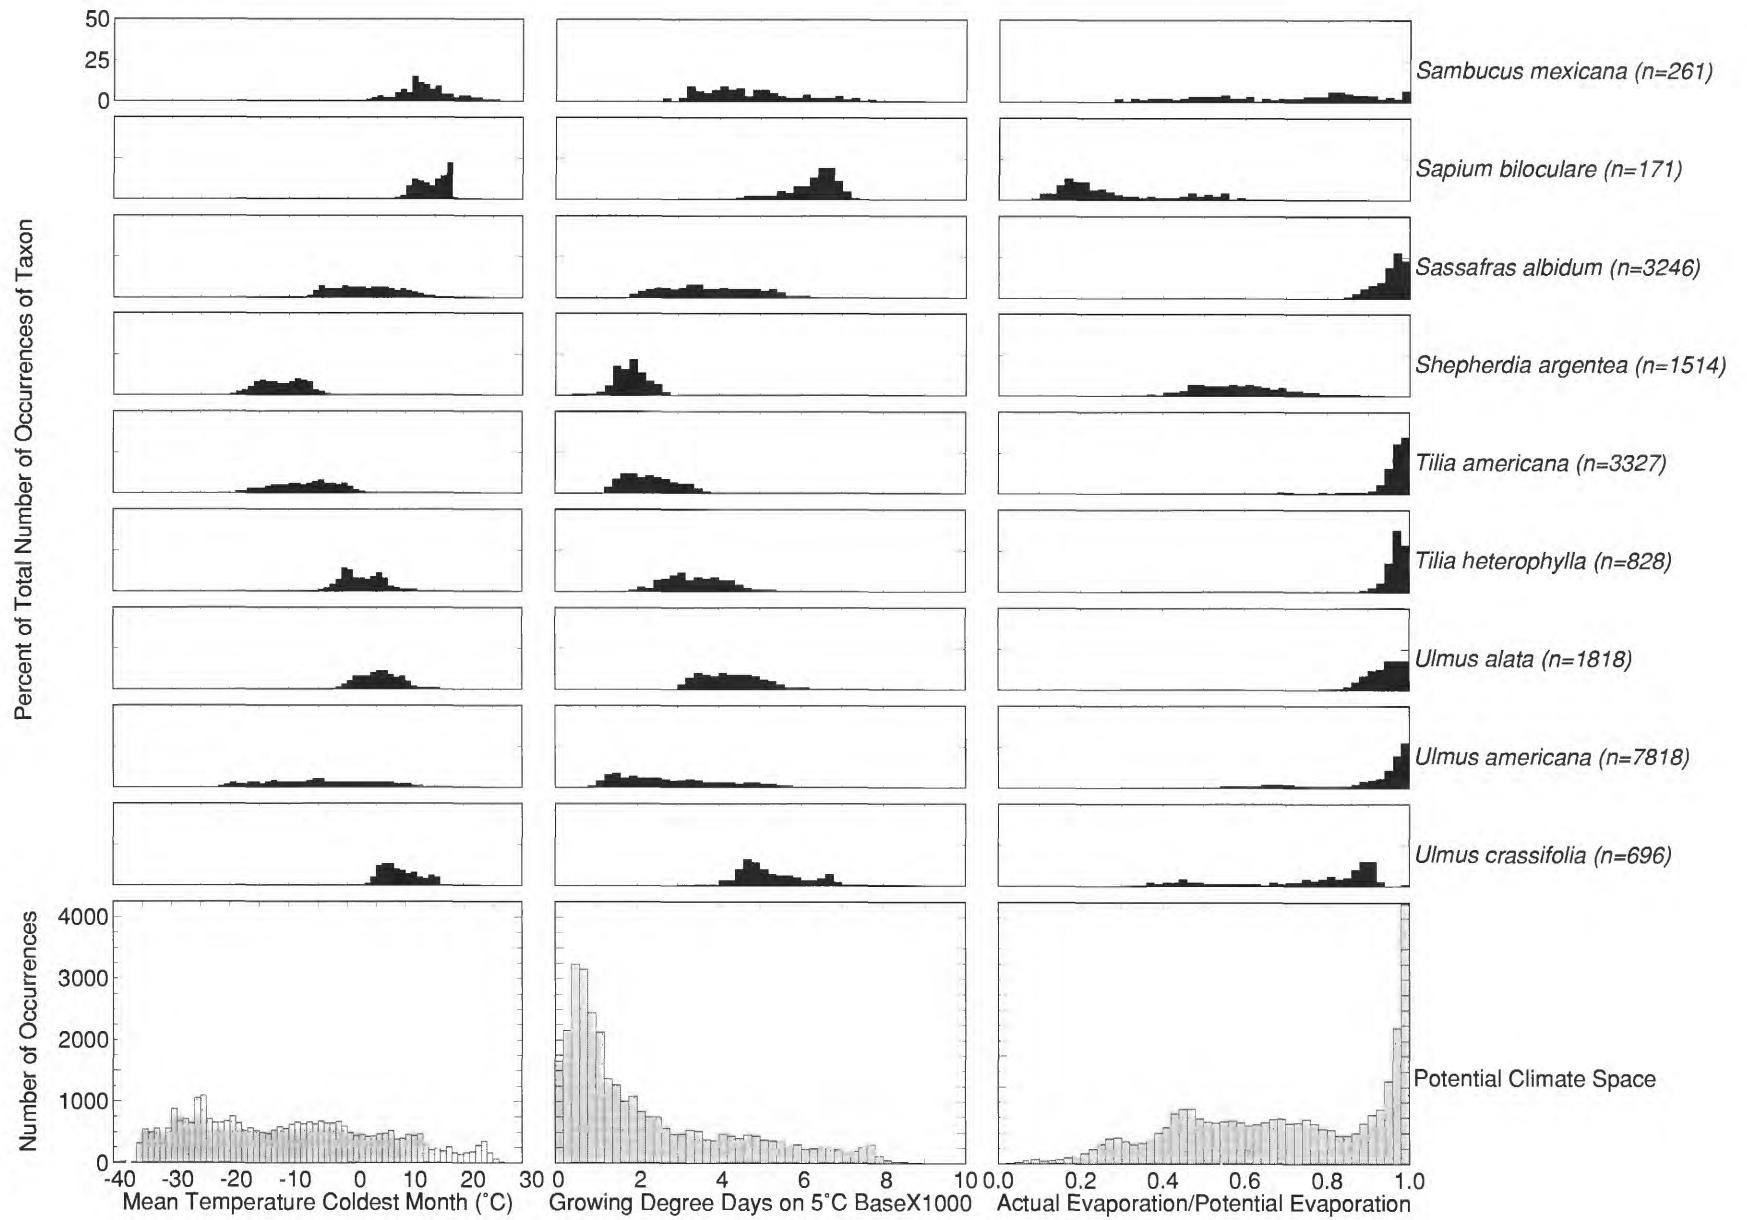 50
25
0
Sambucus mexicana (n=261)
Sapium biloculare (n=171)
Sassafras albidum (n=3246)
Shepherdia argentea (n=1514)
Tilia americana (n=3327)
Tilia heterophylla (n=828)
Ulmus alata (n=1818)
Ulmus americana (n=7818)
Ulmus crassifolia (n=696)
Percent of Total Number of Occurrences of Taxon
4000
3000
2000
1000
0
Number of Occurrences
Potential Climate Space
-40 -30 -20 -10 0 10 20 30
0 2 4 6 8 10
0.0 0.2 0.4 0.6 0.8 1.0
Mean Temperature Coldest Month (°C)
Growing Degree Days on 5°C BaseX1000
Actual Evaporation/Potential Evaporation